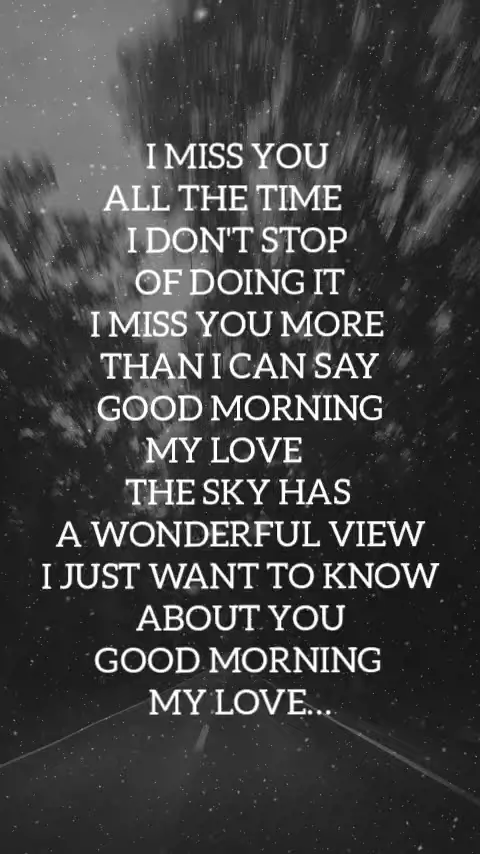 I MISS YOU
ALL THE TIME
I DON'T STOP
OF DOING IT
I MISS YOU MORE
THAN I CAN SAY
GOOD MORNING
MY LOVE
THE SKY HAS
A WONDERFUL VIEW
I JUST WANT TO KNOW
ABOUT YOU
GOOD MORNING
MY LOVE...